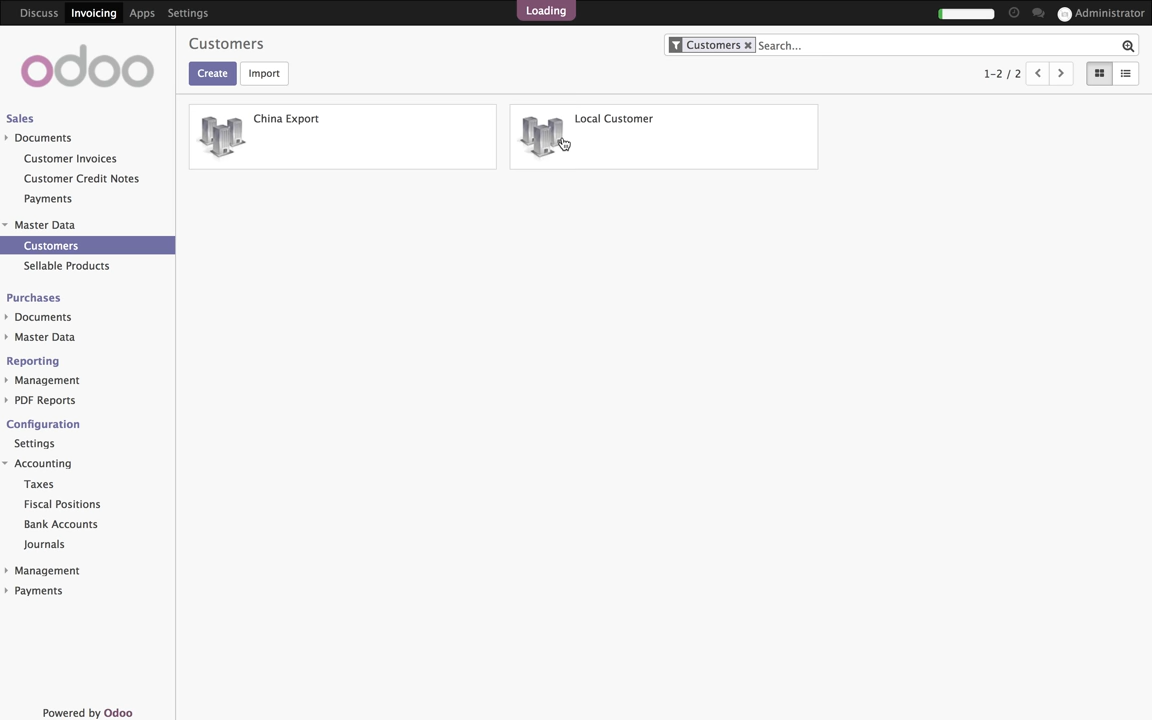 Discuss Invoicing Apps Settings Loading Administrator
odoo
Customers
Customers × Search...
Create Import
1-2 / 2
China Export
Local Customer
Sales
Documents
Customer Invoices
Customer Credit Notes
Payments
Master Data
Customers
Sellable Products
Purchases
Documents
Master Data
Reporting
Management
PDF Reports
Configuration
Settings
Accounting
Taxes
Fiscal Positions
Bank Accounts
Journals
Management
Payments
Powered by Odoo